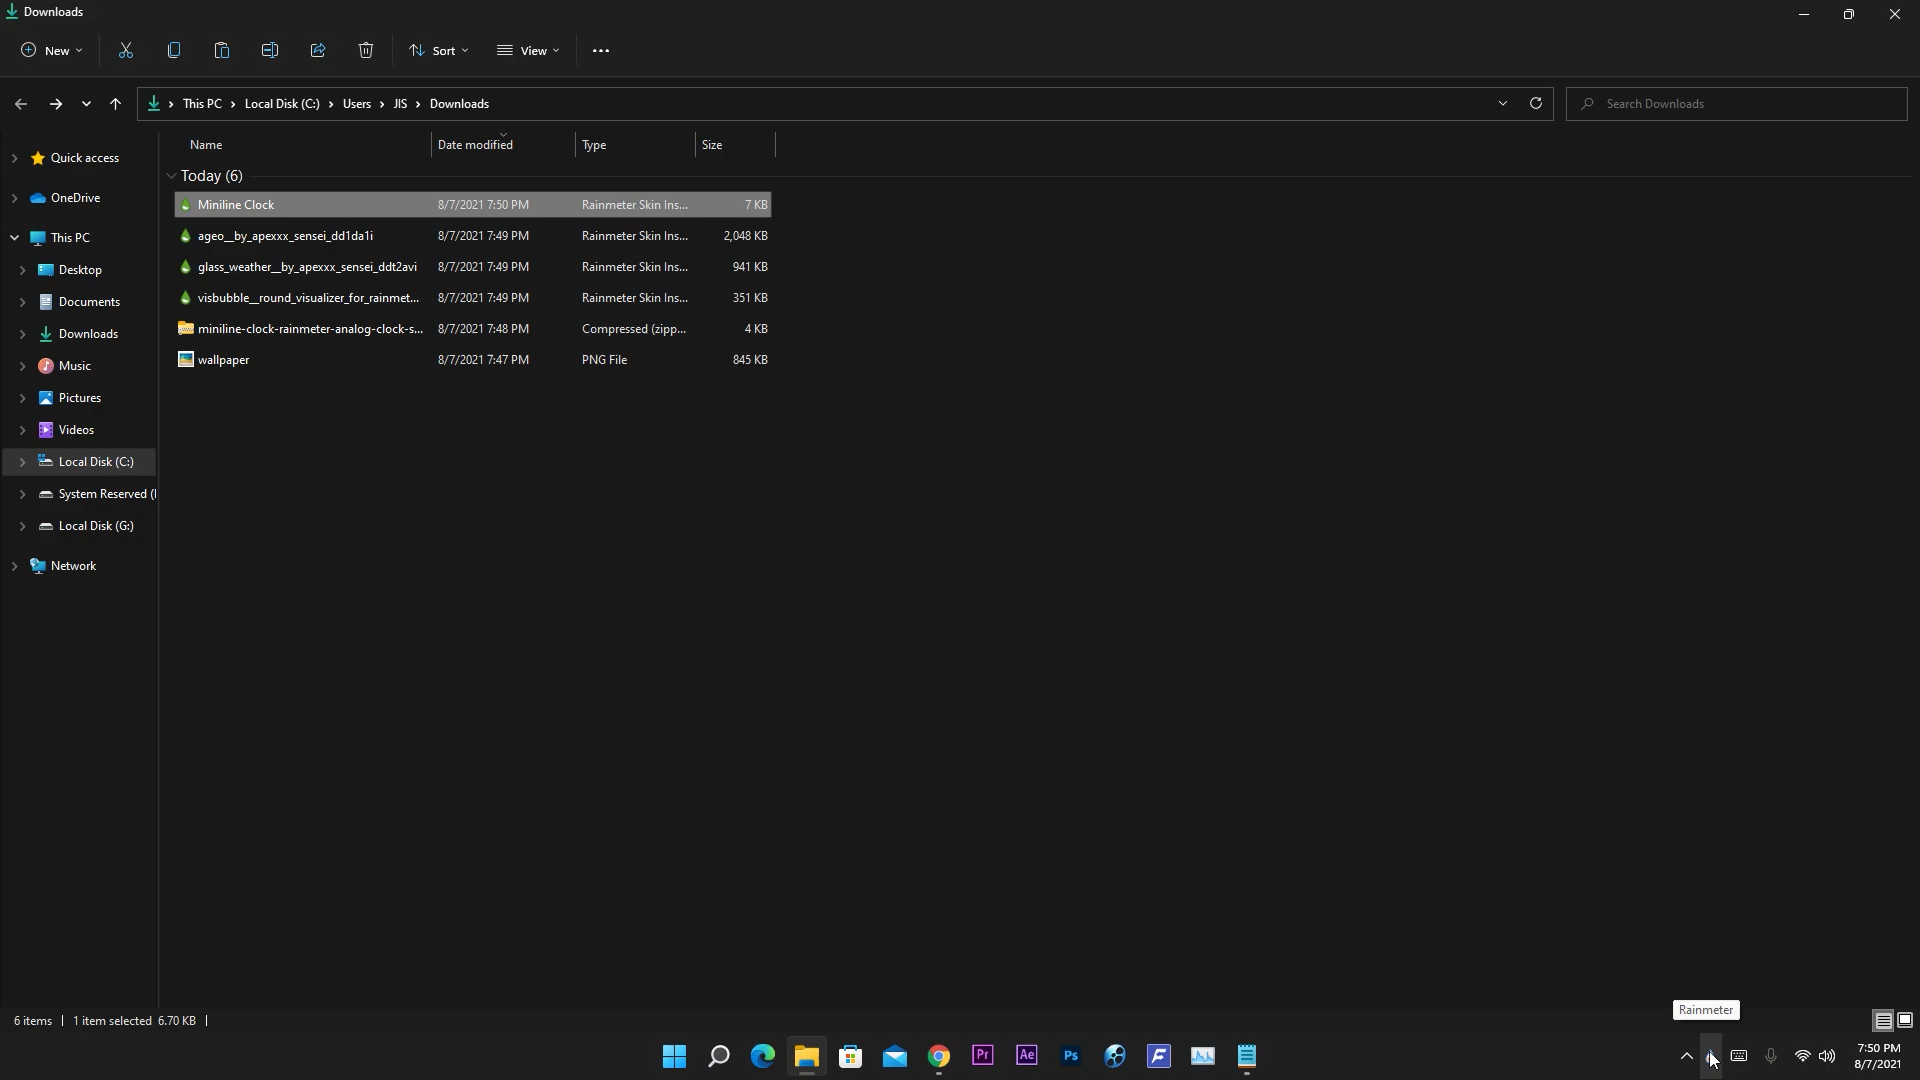 Downloads
New
Sort
View
This PC > Local Disk (C:) > Users > JIS > Downloads
Search Downloads
Name Date modified Type Size
Today (6)
Miniline Clock 8/7/2021 7:50 PM Rainmeter Skin Ins... 7 KB
ageo__by_apexxx_sensei_dd1da1i 8/7/2021 7:49 PM Rainmeter Skin Ins... 2,048 KB
glass_weather__by_apexxx_sensei_ddt2avi 8/7/2021 7:49 PM Rainmeter Skin Ins... 941 KB
visbubble__round_visualizer_for_rainmet... 8/7/2021 7:49 PM Rainmeter Skin Ins... 351 KB
miniline-clock-rainmeter-analog-clock-s... 8/7/2021 7:48 PM Compressed (zipp... 4 KB
wallpaper 8/7/2021 7:47 PM PNG File 845 KB
Quick access
OneDrive
This PC
Desktop
Documents
Downloads
Music
Pictures
Videos
Local Disk (C:)
System Reserved (
Local Disk (G:)
Network
6 items
1 item selected 6.70 KB
Rainmeter
Pr
Ae
Ps
7:50 PM
8/7/2021